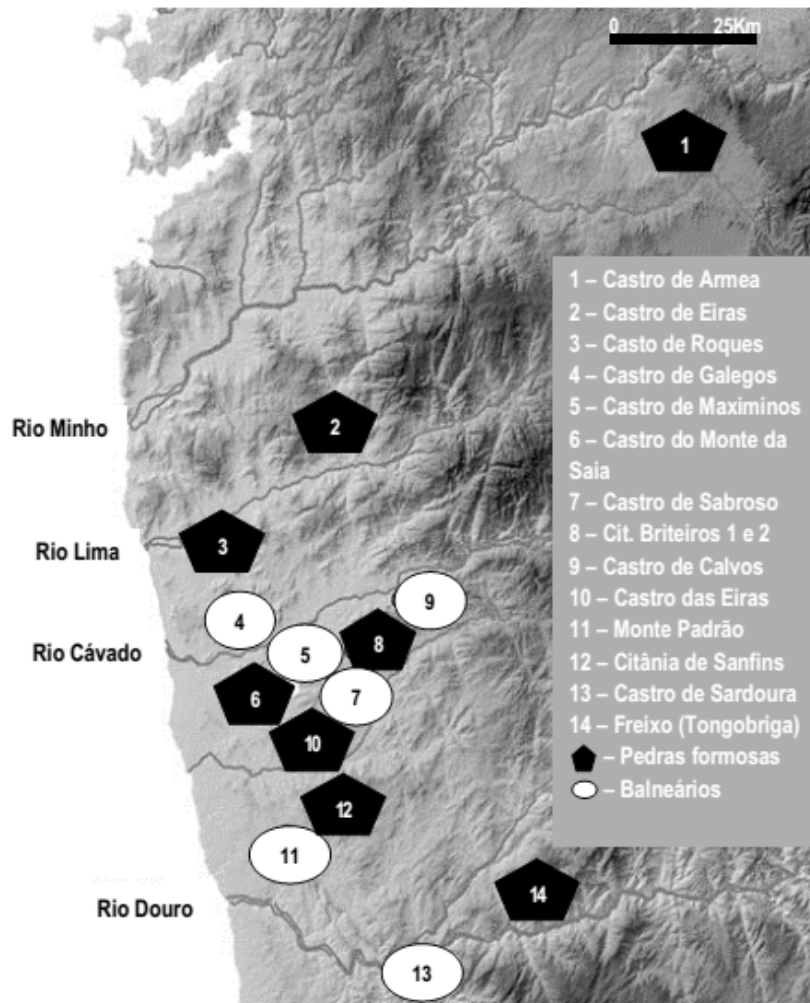 0 25Km
1
1 – Castro de Armea
2 – Castro de Eiras
3 – Casto de Roques
4 – Castro de Galegos
5 – Castro de Maximinos
6 – Castro do Monte da
Saia
7 – Castro de Sabroso
8 – Cit. Briteiros 1 e 2
9 – Castro de Calvos
10 – Castro das Eiras
11 – Monte Padrão
12 – Citânia de Sanfins
13 – Castro de Sardoura
14 – Freixo (Tongobriga)
– Pedras formosas
– Balneários
Rio Minho
2
Rio Lima
3
9
4
Rio Cávado
5
8
6
7
10
12
11
14
Rio Douro
13